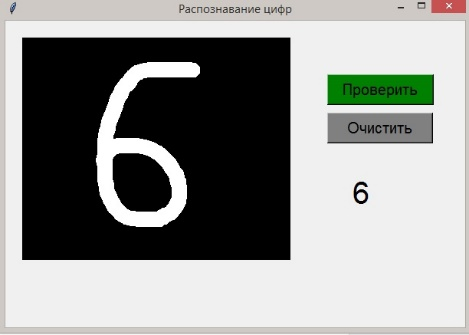 Распознавание цифр
6
Проверить
Очистить
6